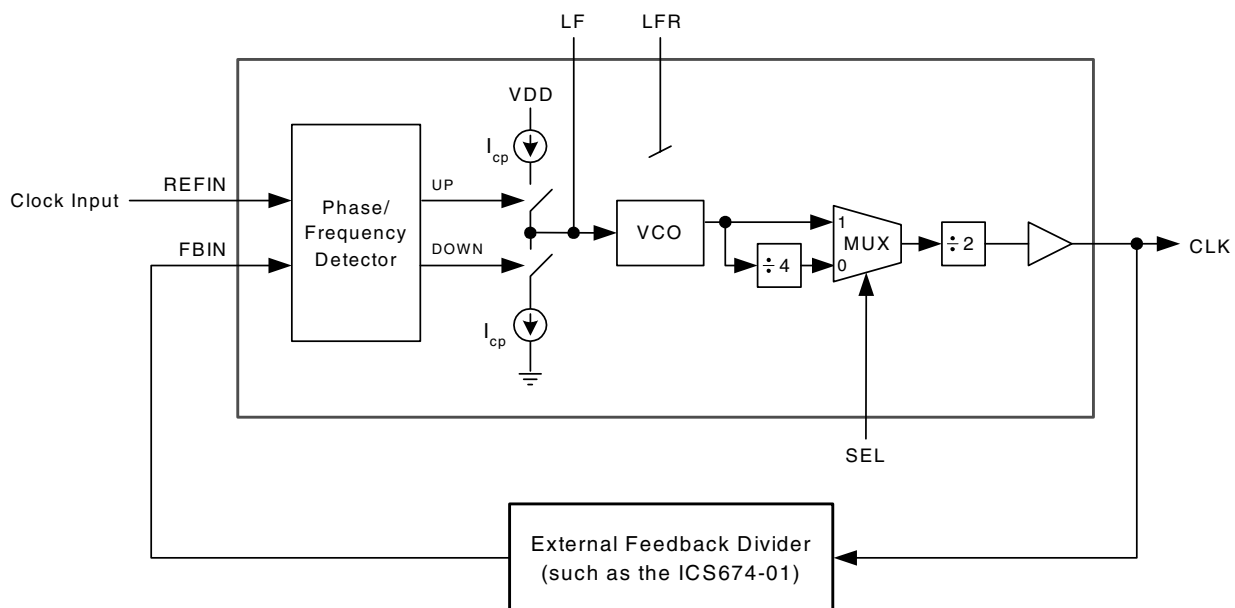 LF
LFR
VDD
I cp
Clock Input
REFIN
FBIN
Phase/
Frequency
Detector
UP
DOWN
VCO
÷ 4
1
MUX
0
÷ 2
CLK
I cp
SEL
External Feedback Divider
(such as the ICS674-01)